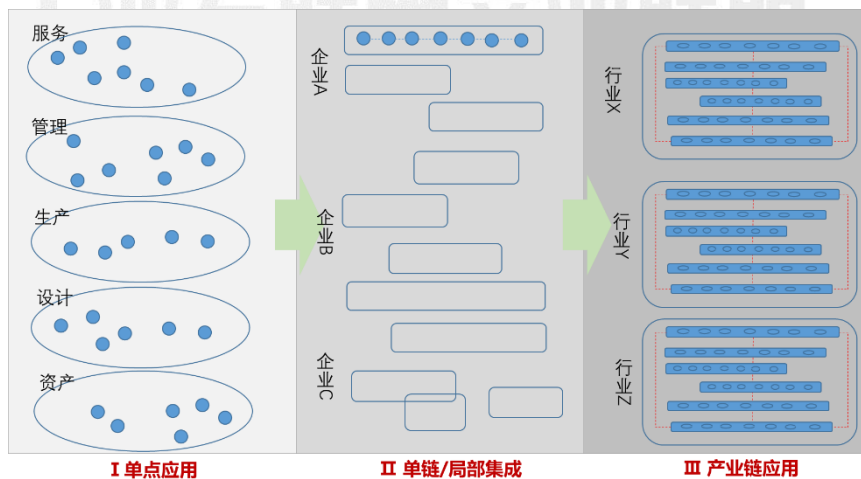 服务
管理
生产
设计
资产
企业A
企业B
企业C
行业X
行业Y
行业Z
Ⅰ 单点应用
Ⅱ 单链/局部集成
Ⅲ 产业链应用